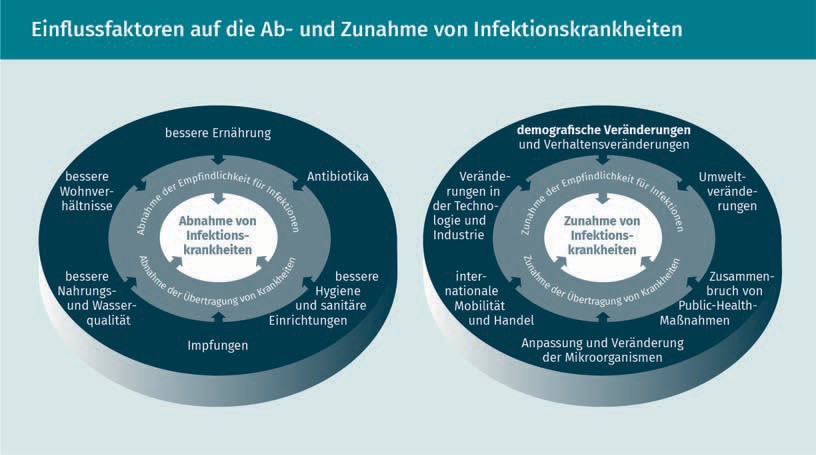 Einflussfaktoren auf die Ab- und Zunahme von Infektionskrankheiten
bessere Ernährung
bessere
Wohnver-
hältnisse
Antibiotika
Abnahme der Empfindlichkeit für Infektionen
Abnahme von
Infektions-
krankheiten
Abnahme der Übertragung von Krankheiten
bessere
Nahrungs-
und Wasser-
qualität
bessere
Hygiene
und sanitäre
Einrichtungen
Impfungen
demografische Veränderungen
und Verhaltensveränderungen
Verände-
rungen in
der Techno-
logie und
Industrie
Umwelt-
verände-
rungen
Zunahme der Empfindlichkeit für Infektionen
Zunahme von
Infektions-
krankheiten
Zunahme der Übertragung von Krankheiten
inter-
nationale
Mobilität
und Handel
Zusammen-
bruch von
Public-Health-
Maßnahmen
Anpassung und Veränderung
der Mikroorganismen